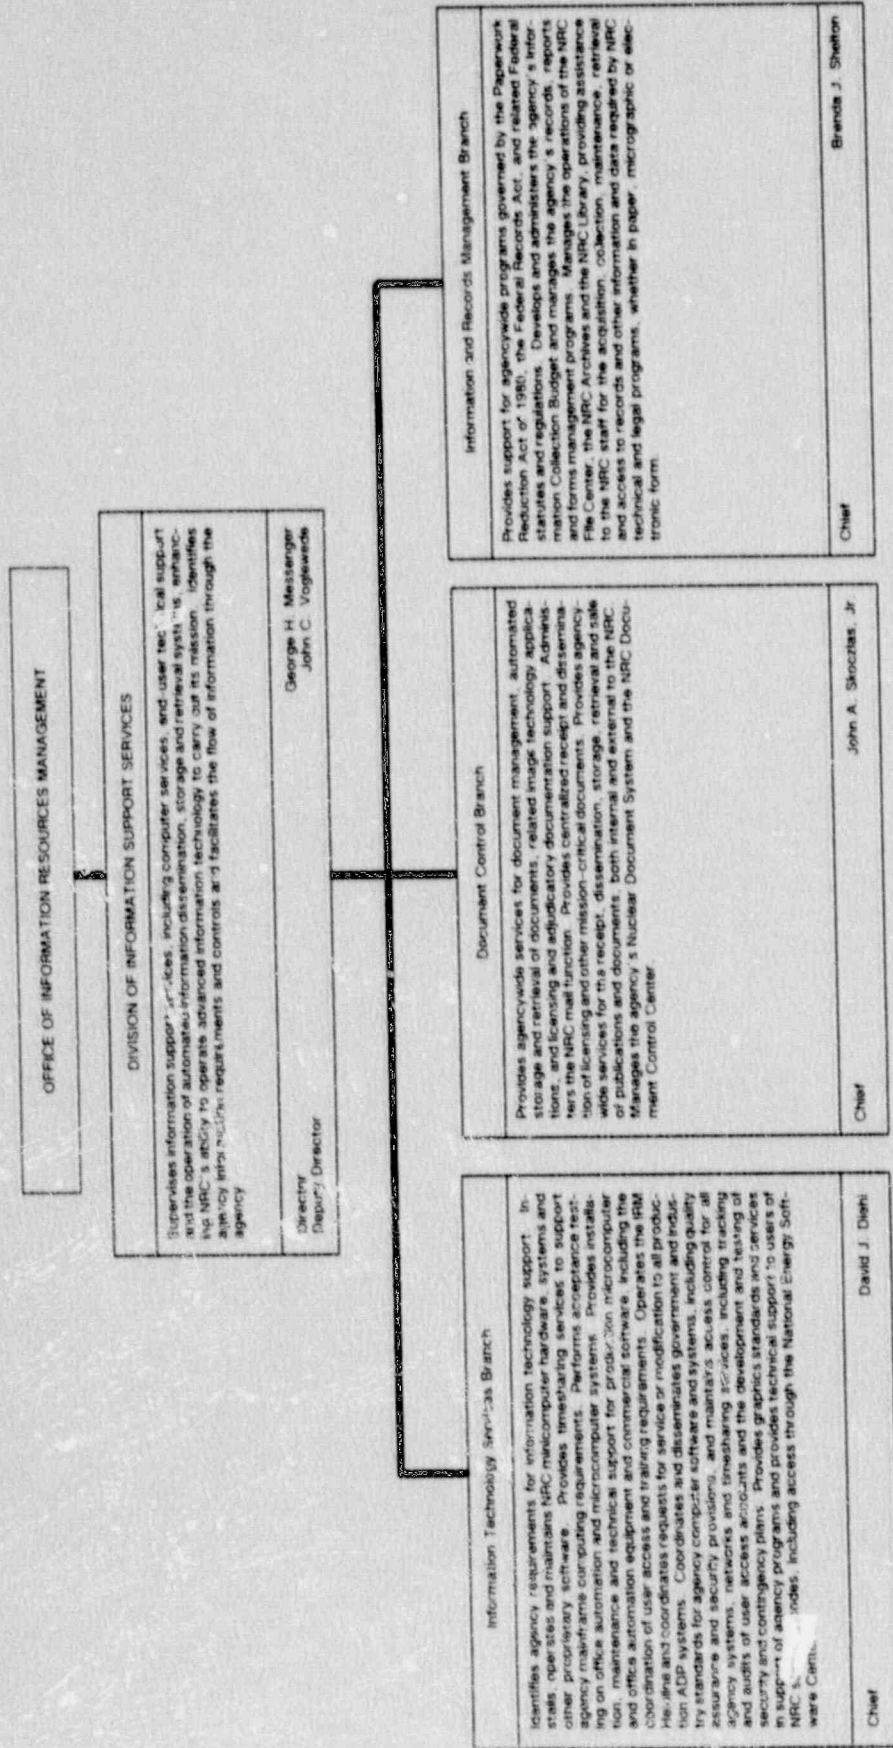 OFFICE OF INFORMATION RESOURCES MANAGEMENT
DIVISION OF INFORMATION SUPPORT SERVICES
Supervises information support services, including computer services, end-user technical support
and the operation of automated information dissemination, storage and retrieval systems, enhanc-
ing NRC's ability to operate advanced information technology to carry out its mission. Identifies
agency information requirements and controls and facilitates the flow of information through the
agency
Director George H. Messenger
Deputy Director John C. Voglewede
Information Technology Services Branch
Identifies agency requirements for information technology support. In-
stalls, operates and maintains NRC minicomputer hardware, systems and
other proprietary software. Provides timesharing services to support
agency mainframe computing requirements. Performs acceptance test-
ing on office automation and microcomputer systems. Provides installa-
tion, maintenance and technical support for production microcomputer
and office automation equipment and commercial software, including the
coordination of user access and training requirements. Operates the IRM
Helpline and coordinates requests for service or modification to all produc-
tion ADP systems. Coordinates and disseminates government and indus-
try standards for agency computer software and systems, including quality
assurance and security provisions, and maintains access control for all
agency systems, networks and timesharing services, including tracking
and audits of user access accounts and the development and testing of
security and contingency plans. Provides graphics standards and services
in support of agency programs and provides technical support to users of
NRC codes, including access through the National Energy Soft-
ware
Chief David J. Diehl
Document Control Branch
Provides agencywide services for document management, automated
storage and retrieval of documents, related image technology applica-
tions, and licensing and adjudicatory documentation support. Adminis-
ters the NRC mail function. Provides centralized receipt and dissemina-
tion of licensing and other mission-critical documents. Provides agency-
wide services for the receipt, dissemination, storage, retrieval and sale
of publications and documents, both internal and external to the NRC.
Manages the agency's Nuclear Document System and the NRC Docu-
ment Control Center.
Chief John A. Skoczlas, Jr.
Information and Records Management Branch
Provides support for agencywide programs governed by the Paperwork
Reduction Act of 1980, the Federal Records Act, and related Federal
statutes and regulations. Develops and administers the agency's Infor-
mation Collection Budget and manages the agency's records, reports
and forms management programs. Manages the operations of the NRC
File Center, the NRC Archives and the NRC Library, providing assistance
to the NRC staff for the acquisition, collection, maintenance, retrieval
and access to records and other information and data required by NRC
technical and legal programs, whether in paper, micrographic or elec-
tronic form.
Chief Brenda J. Shelton